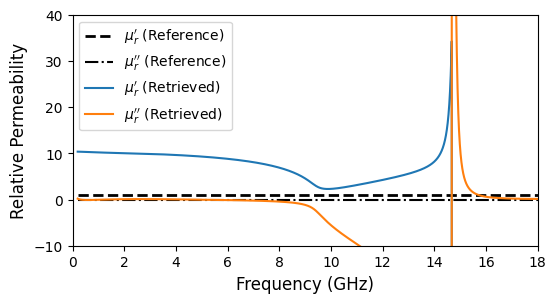 40
30
20
10
0
−10
Relative Permeability
μ′r (Reference)
μ′′r (Reference)
μ′r (Retrieved)
μ′′r (Retrieved)
0 2 4 6 8 10 12 14 16 18
Frequency (GHz)